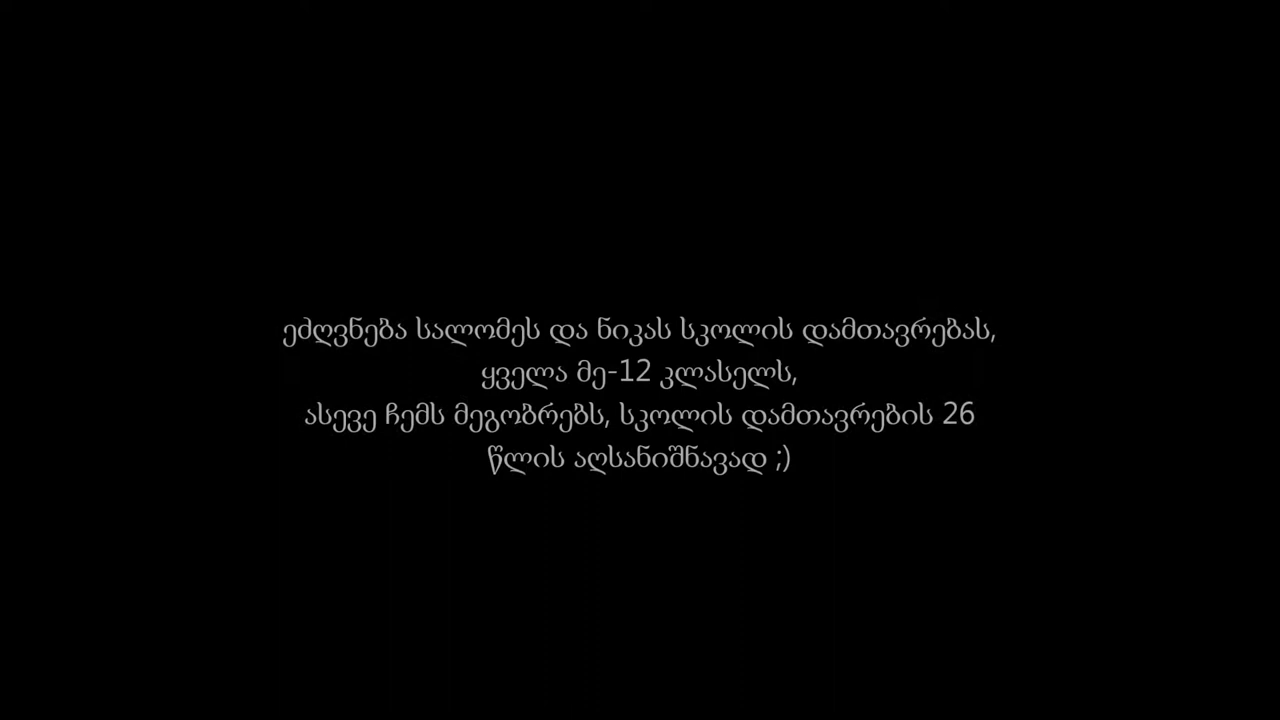 ეძღვნება სალომეს და ნიკას სკოლის დამთავრებას,
ყველა მე-12 კლასელს,
ასევე ჩემს მეგობრებს, სკოლის დამთავრების 26
წლის აღსანიშნავად ;)